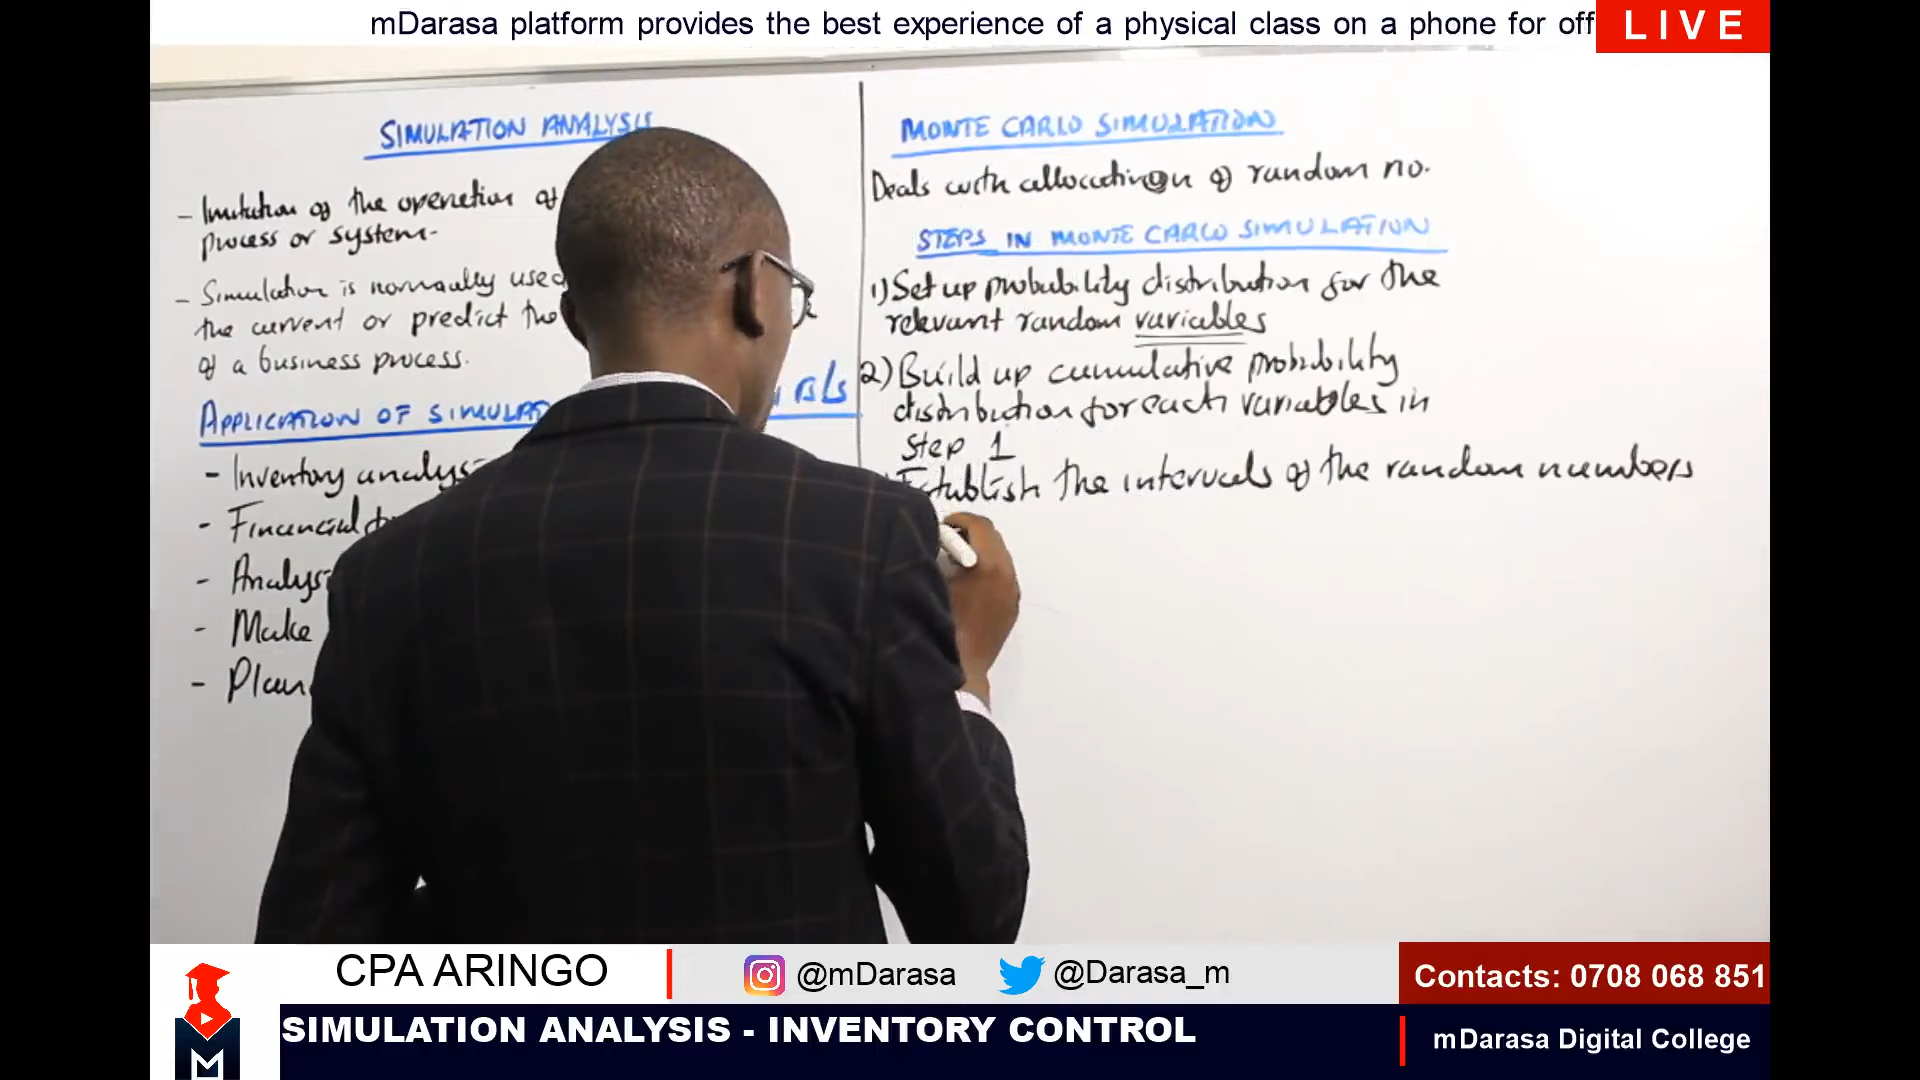 mDarasa platform provides the best experience of a physical class on a phone for off
LIVE
SIMULATION ANALYSIS
- Imitation of the operation of
process or system-
- Simulation is normally used
the current or predict the
of a business process.
APPLICATION OF SIMULAT
- Inventory analys
- Financial
- Analys
- Make
- Plan
MONTE CARLO SIMULATION
Deals with allocation of random no.
STEPS IN MONTE CARLO SIMULATION
1) Set up probability distribution for the
relevant random variables
2) Build up cumulative probability
distribution for each variables in
Step 1
Establish the intervals of the random numbers
CPA ARINGO
@mDarasa
@Darasa_m
Contacts: 0708 068 851
M
SIMULATION ANALYSIS - INVENTORY CONTROL
mDarasa Digital College